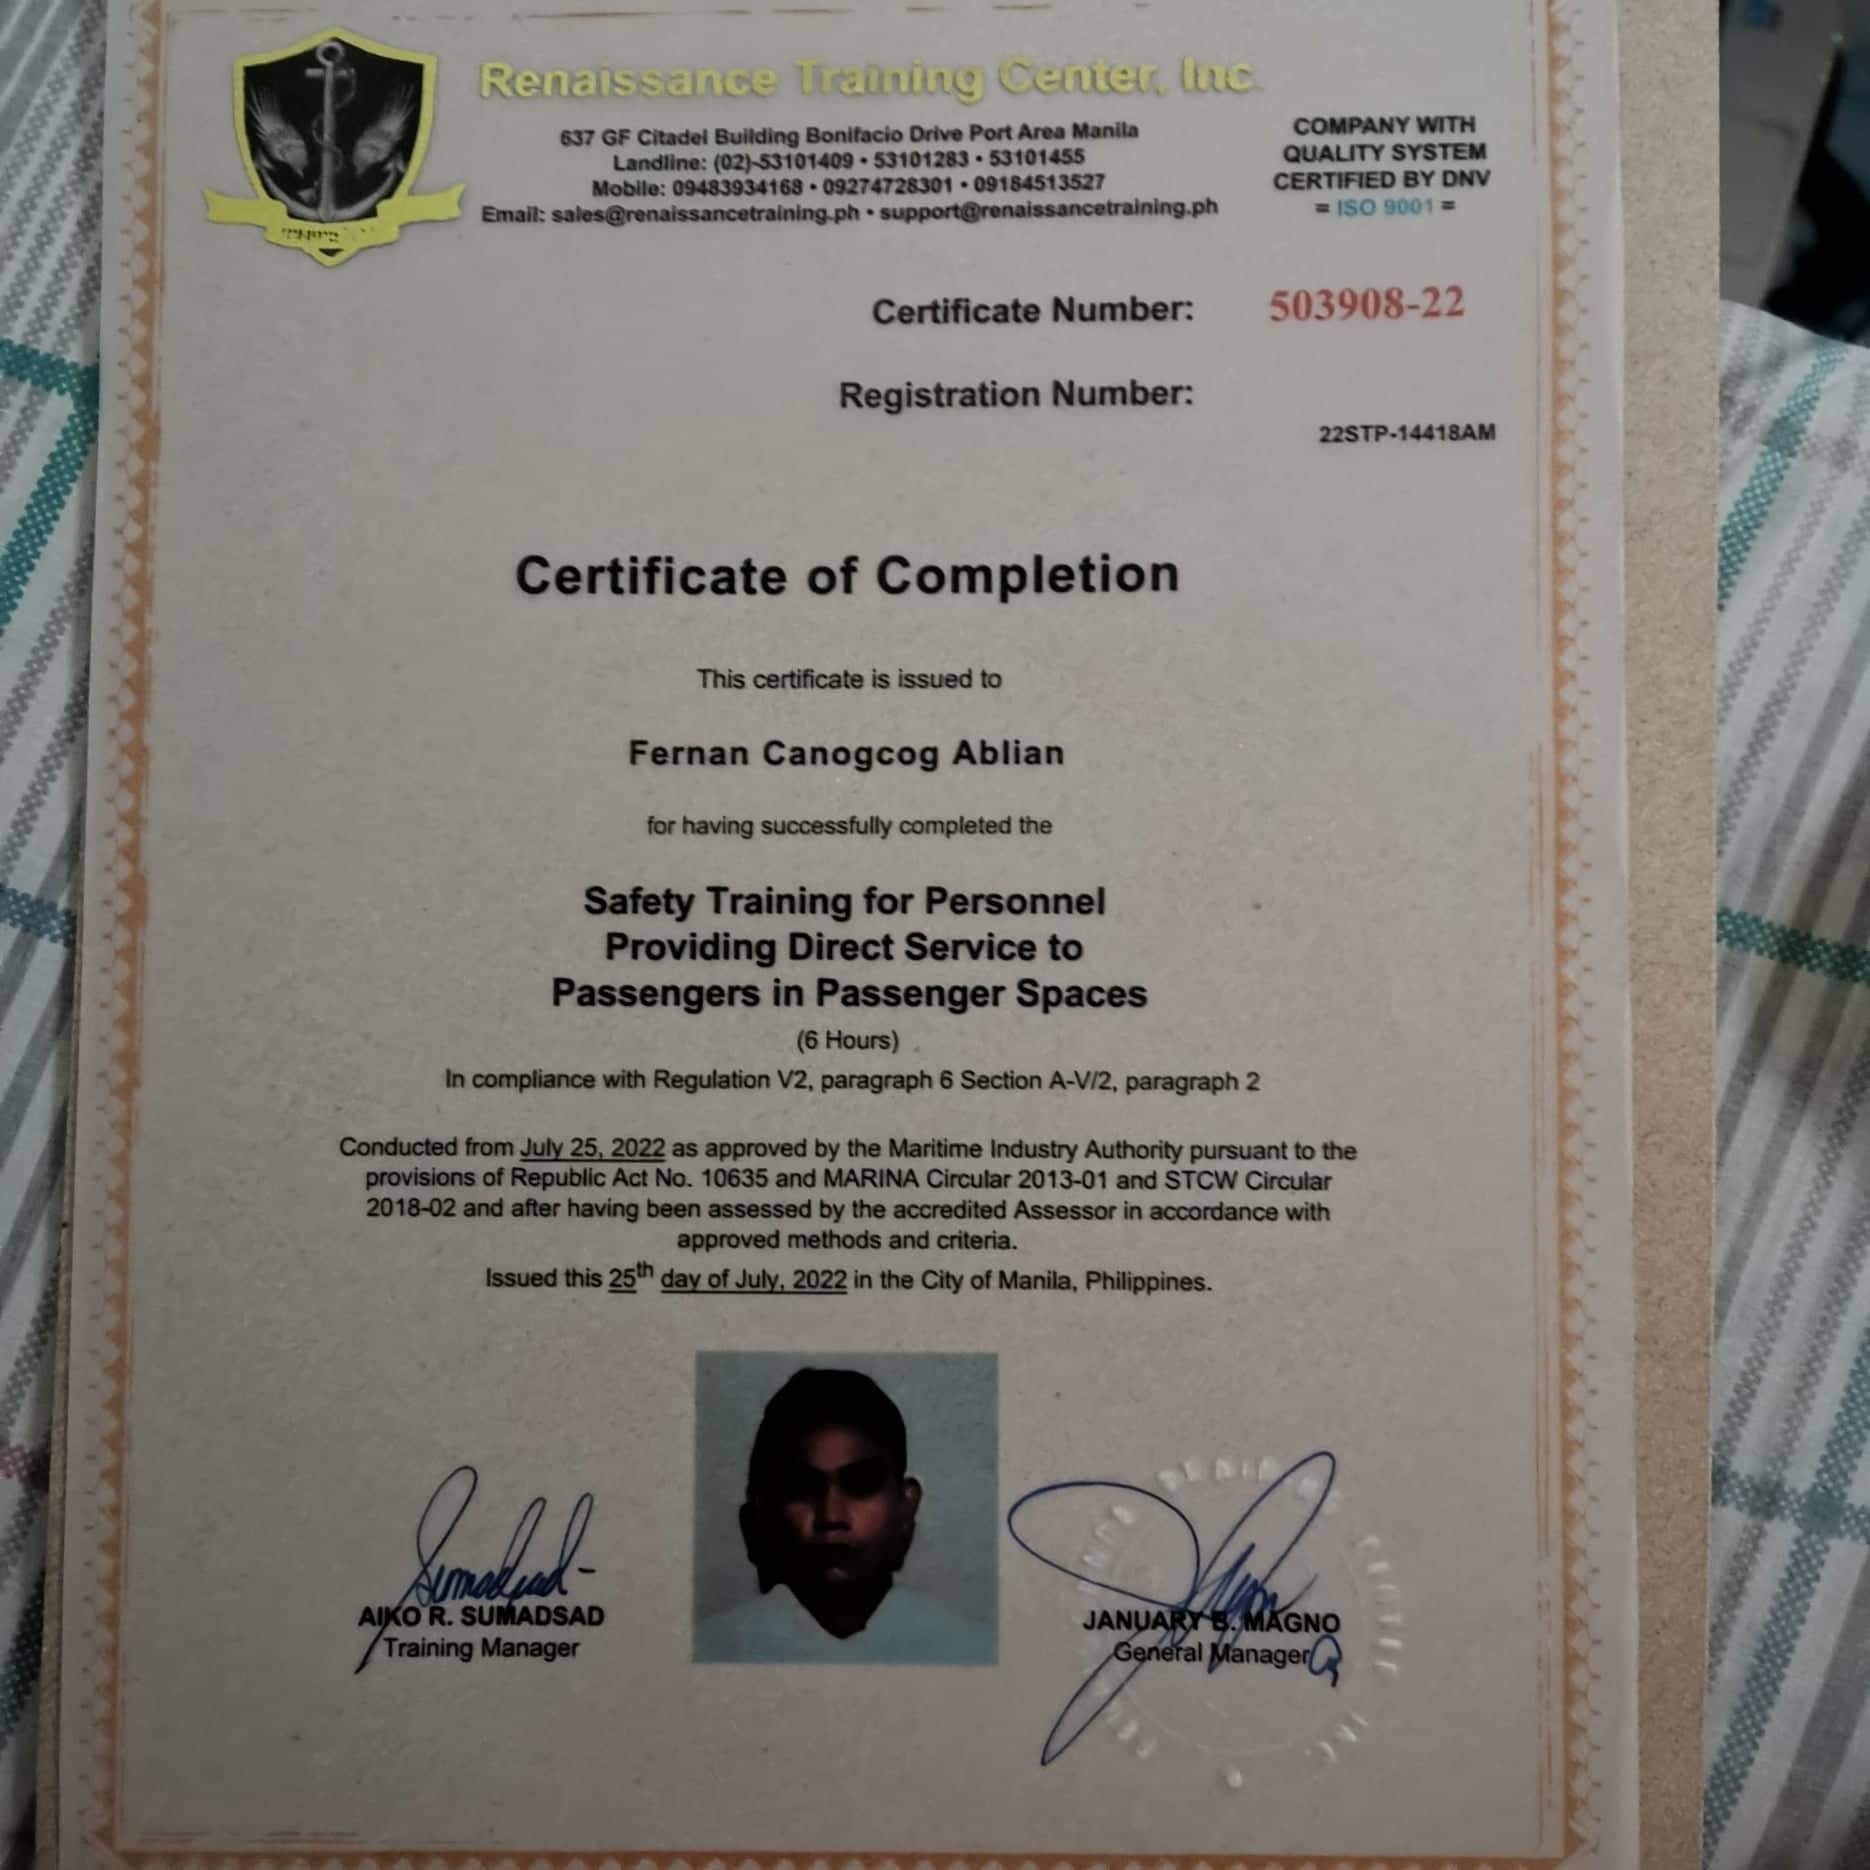 Renaissance Training Center, Inc.
637 GF Citadel Building Bonifacio Drive Port Area Manila
Landline: (02)-53101409 • 53101283 • 53101455
Mobile: 09483934168 • 09274728301 • 09184513527
Email: sales@renaissancetraining.ph • support@renaissancetraining.ph
COMPANY WITH
QUALITY SYSTEM
CERTIFIED BY DNV
= ISO 9001 =
Certificate Number: 503908-22
Registration Number:
22STP-14418AM
Certificate of Completion
This certificate is issued to
Fernan Canogcog Ablian
for having successfully completed the
Safety Training for Personnel
Providing Direct Service to
Passengers in Passenger Spaces
(6 Hours)
In compliance with Regulation V2, paragraph 6 Section A-V/2, paragraph 2
Conducted from July 25, 2022 as approved by the Maritime Industry Authority pursuant to the
provisions of Republic Act No. 10635 and MARINA Circular 2013-01 and STCW Circular
2018-02 and after having been assessed by the accredited Assessor in accordance with
approved methods and criteria.
Issued this 25th day of July, 2022 in the City of Manila, Philippines.
Sumadsad
AIKO R. SUMADSAD
Training Manager
JANUARY B. MAGNO
General Manager